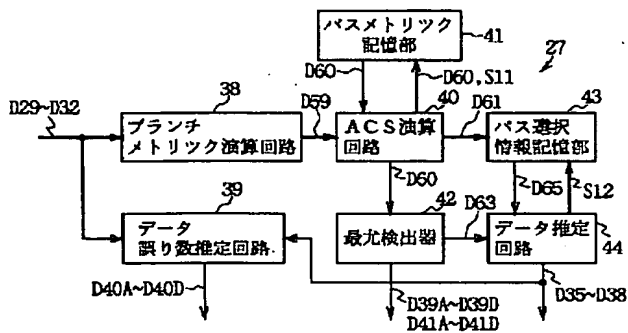 パスメトリック
記憶部
41
27
D60
D60,S11
D29~D32
38
ブランチ
メトリック演算回路
D59
40
ACS演算
回路
D61
43
パス選択
情報記憶部
D60
D65
S12
39
データ
誤り数推定回路
42
最尤検出器
D63
データ推定
回路
44
D40A~D40D
D39A~D39D
D41A~D41D
D35~D38